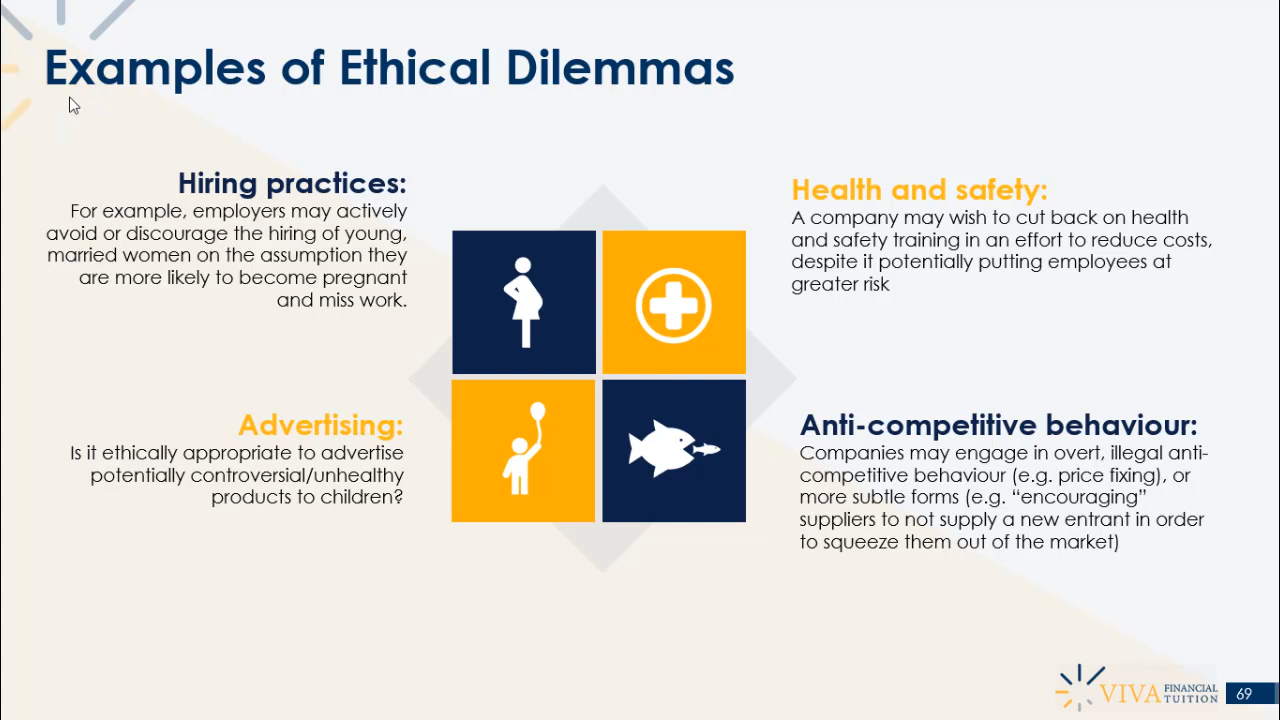 Examples of Ethical Dilemmas
Hiring practices:
For example, employers may actively
avoid or discourage the hiring of young,
married women on the assumption they
are more likely to become pregnant
and miss work.
Health and safety:
A company may wish to cut back on health
and safety training in an effort to reduce costs,
despite it potentially putting employees at
greater risk
Advertising:
Is it ethically appropriate to advertise
potentially controversial/unhealthy
products to children?
Anti-competitive behaviour:
Companies may engage in overt, illegal anti-
competitive behaviour (e.g. price fixing), or
more subtle forms (e.g. “encouraging”
suppliers to not supply a new entrant in order
to squeeze them out of the market)
VIVA FINANCIAL
TUITION
69